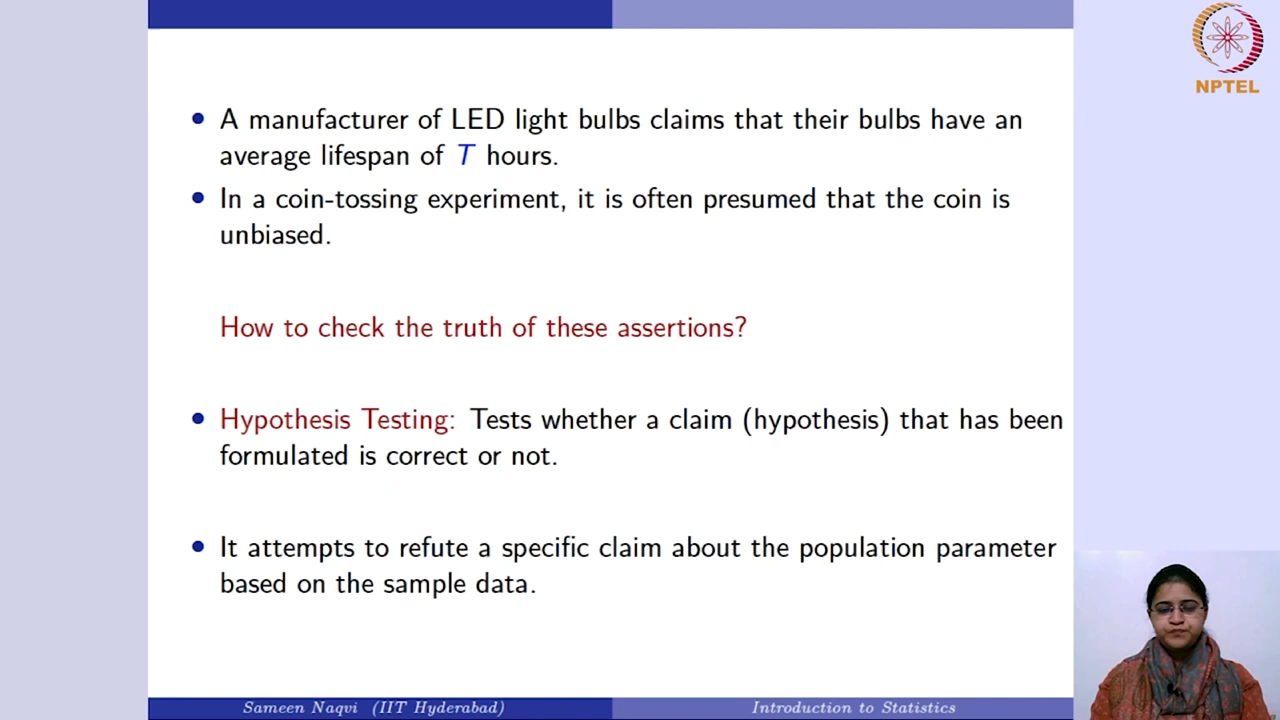 NPTEL
• A manufacturer of LED light bulbs claims that their bulbs have an
average lifespan of T hours.
• In a coin-tossing experiment, it is often presumed that the coin is
unbiased.
How to check the truth of these assertions?
• Hypothesis Testing: Tests whether a claim (hypothesis) that has been
formulated is correct or not.
• It attempts to refute a specific claim about the population parameter
based on the sample data.
Sameen Naqvi (IIT Hyderabad)
Introduction to Statistics